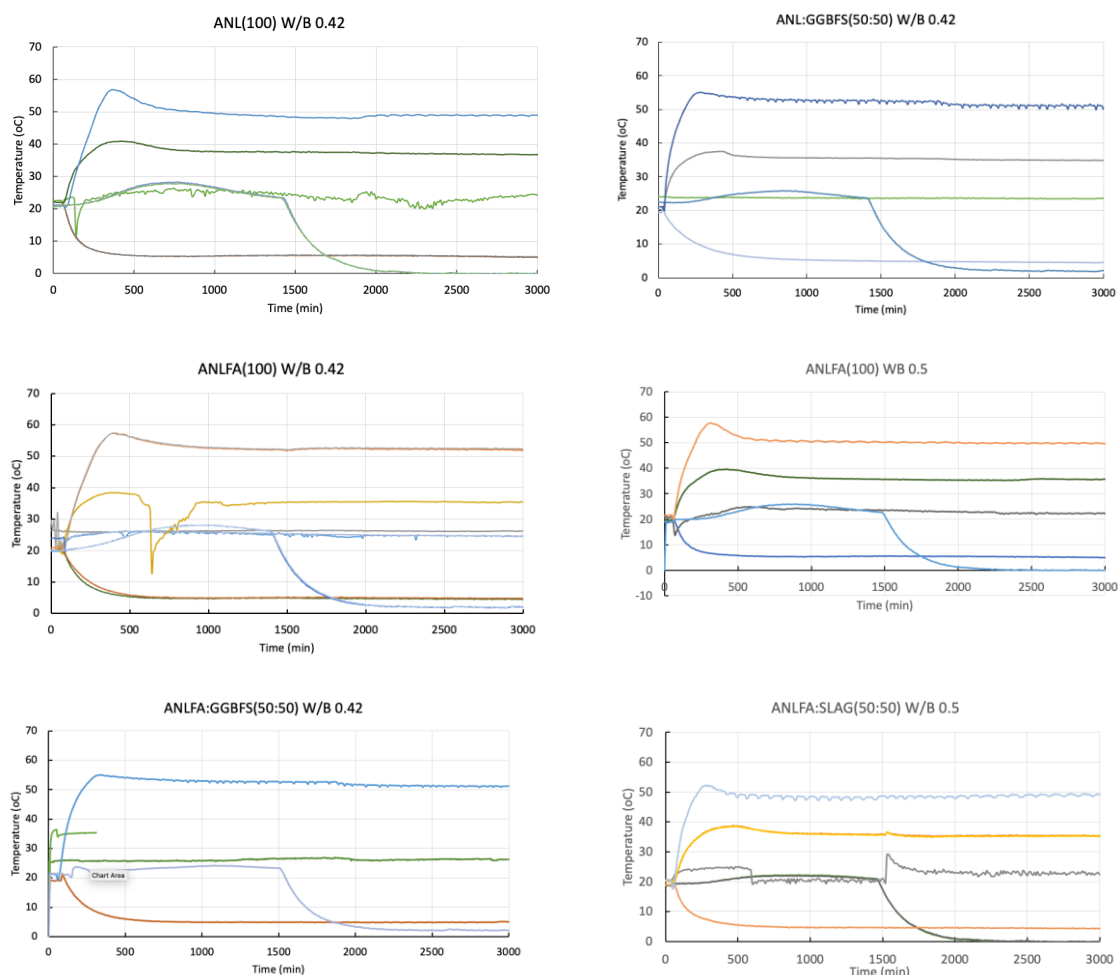 ANL(100) W/B 0.42
70
60
50
40
30
20
10
0
Temperature (oC)
0 500 1000 1500 2000 2500 3000
Time (min)
ANL:GGBFS(50:50) W/B 0.42
70
60
50
40
30
20
10
0
Temperature (oC)
0 500 1000 1500 2000 2500 3000
Time (min)
ANLFA(100) W/B 0.42
70
60
50
40
30
20
10
0
Temperature (oC)
0 500 1000 1500 2000 2500 3000
Time (min)
ANLFA(100) WB 0.5
70
60
50
40
30
20
10
0
-10
Temperature (oC)
0 500 1000 1500 2000 2500 3000
Time (min)
ANLFA:GGBFS(50:50) W/B 0.42
70
60
50
40
30
20
10
0
Temperature (oC)
Chart Area
0 500 1000 1500 2000 2500 3000
Time (min)
ANLFA:SLAG(50:50) W/B 0.5
70
60
50
40
30
20
10
0
Temperature (oC)
0 500 1000 1500 2000 2500 3000
Time (min)